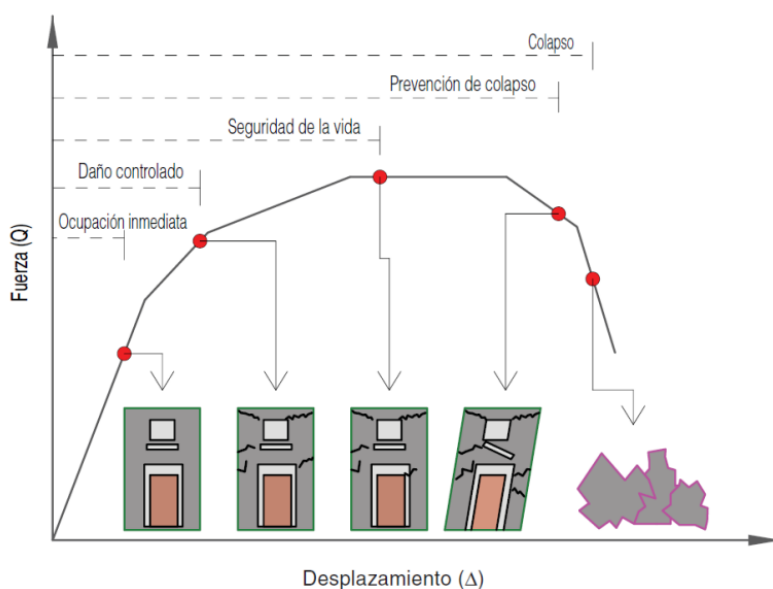 Colapso
Prevención de colapso
Seguridad de la vida
Daño controlado
Ocupación inmediata
Fuerza (Q)
Desplazamiento (Δ)